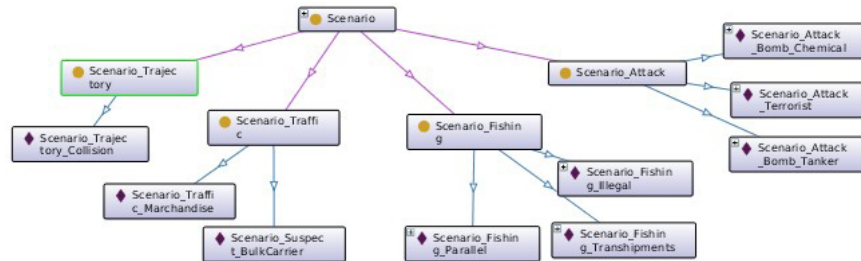 Scenario
Scenario_Trajec
tory
Scenario_Attack
Scenario_Attack
_Bomb_Chemical
Scenario_Attack
_Terrorist
Scenario_Trajec
tory_Collision
Scenario_Traffi
c
Scenario_Fishin
g
Scenario_Attack
_Bomb_Tanker
Scenario_Traffi
c_Marchandise
Scenario_Fishin
g_Illegal
Scenario_Suspec
t_BulkCarrier
Scenario_Fishin
g_Parallel
Scenario_Fishin
g_Transhipments